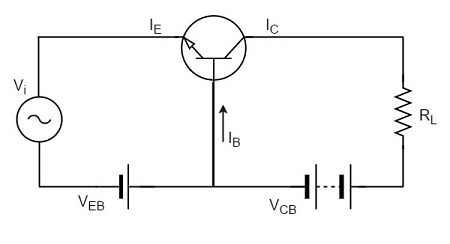 I_E I_C
V_i
R_L
I_B
V_EB V_CB